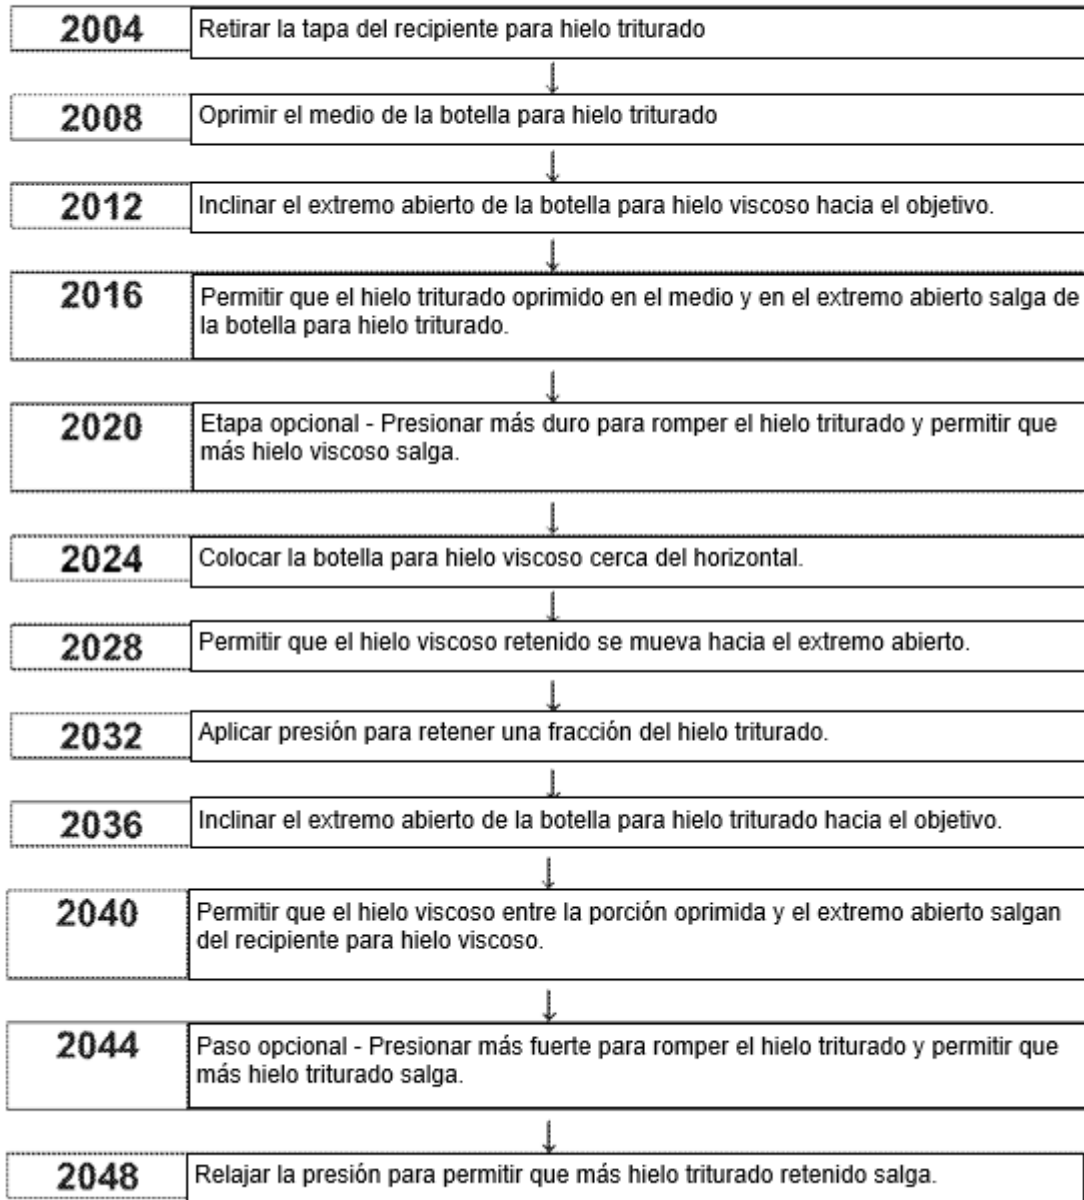 2004 Retirar la tapa del recipiente para hielo triturado
2008 Oprimir el medio de la botella para hielo triturado
2012 Inclinar el extremo abierto de la botella para hielo viscoso hacia el objetivo.
2016 Permitir que el hielo triturado oprimido en el medio y en el extremo abierto salga de
la botella para hielo triturado.
2020 Etapa opcional - Presionar más duro para romper el hielo triturado y permitir que
más hielo viscoso salga.
2024 Colocar la botella para hielo viscoso cerca del horizontal.
2028 Permitir que el hielo viscoso retenido se mueva hacia el extremo abierto.
2032 Aplicar presión para retener una fracción del hielo triturado.
2036 Inclinar el extremo abierto de la botella para hielo triturado hacia el objetivo.
2040 Permitir que el hielo viscoso entre la porción oprimida y el extremo abierto salgan
del recipiente para hielo viscoso.
2044 Paso opcional - Presionar más fuerte para romper el hielo triturado y permitir que
más hielo triturado salga.
2048 Relajar la presión para permitir que más hielo triturado retenido salga.